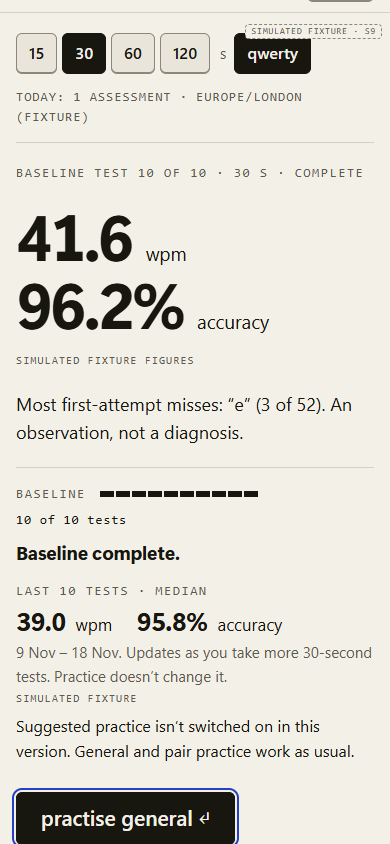 SIMULATED FIXTURE · S9
15 30 60 120 s qwerty
TODAY: 1 ASSESSMENT · EUROPE/LONDON
(FIXTURE)
BASELINE TEST 10 OF 10 · 30 S · COMPLETE
41.6 wpm
96.2% accuracy
SIMULATED FIXTURE FIGURES
Most first-attempt misses: “e” (3 of 52). An
observation, not a diagnosis.
BASELINE
10 of 10 tests
Baseline complete.
LAST 10 TESTS · MEDIAN
39.0 wpm 95.8% accuracy
9 Nov – 18 Nov. Updates as you take more 30-second
tests. Practice doesn’t change it.
SIMULATED FIXTURE
Suggested practice isn’t switched on in this
version. General and pair practice work as usual.
practise general ↵